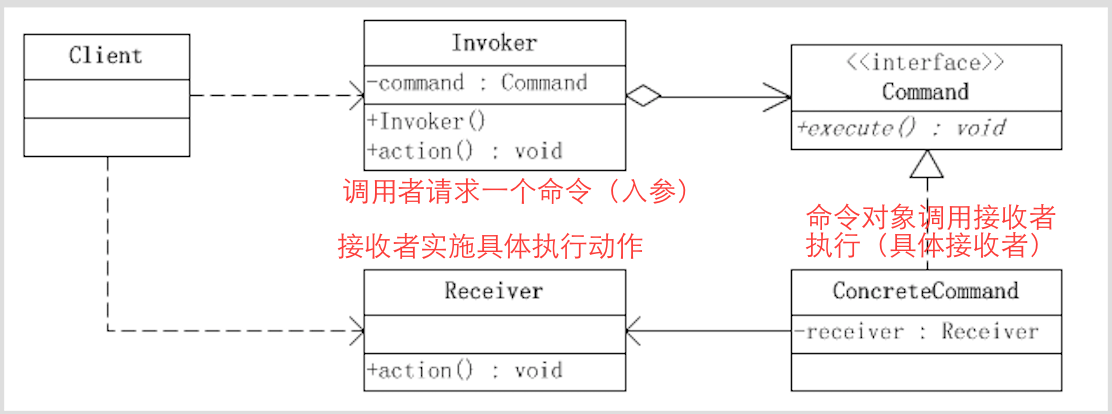 Client
Invoker
-command : Command
+Invoker()
+action() : void
<<interface>>
Command
+execute() : void
调用者请求一个命令（入参）
接收者实施具体执行动作
命令对象调用接收者
执行（具体接收者）
Receiver
+action() : void
ConcreteCommand
-receiver : Receiver